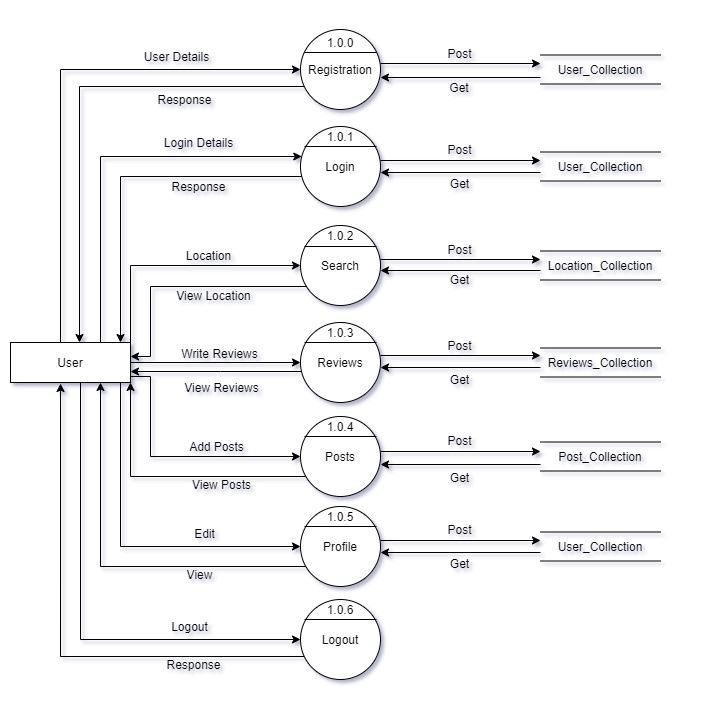 1.0.0
User Details
Post
Registration
User_Collection
Get
Response
1.0.1
Login Details
Post
Login
User_Collection
Response
Get
1.0.2
Location
Post
Search
Location_Collection
View Location
Get
1.0.3
Write Reviews
Post
User
Reviews
Reviews_Collection
View Reviews
Get
1.0.4
Add Posts
Post
Posts
Post_Collection
View Posts
Get
1.0.5
Edit
Post
Profile
User_Collection
View
Get
1.0.6
Logout
Logout
Response